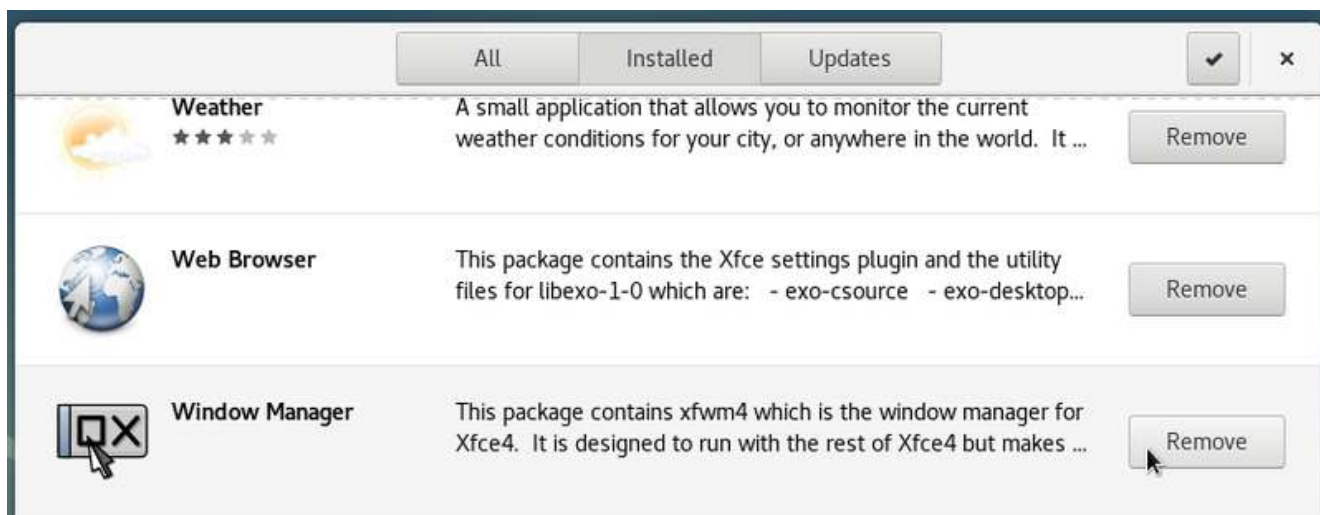 All Installed Updates
Weather
A small application that allows you to monitor the current
weather conditions for your city, or anywhere in the world. It ...
Remove
Web Browser
This package contains the Xfce settings plugin and the utility
files for libexo-1-0 which are: - exo-csource - exo-desktop...
Remove
Window Manager
This package contains xfwm4 which is the window manager for
Xfce4. It is designed to run with the rest of Xfce4 but makes ...
Remove